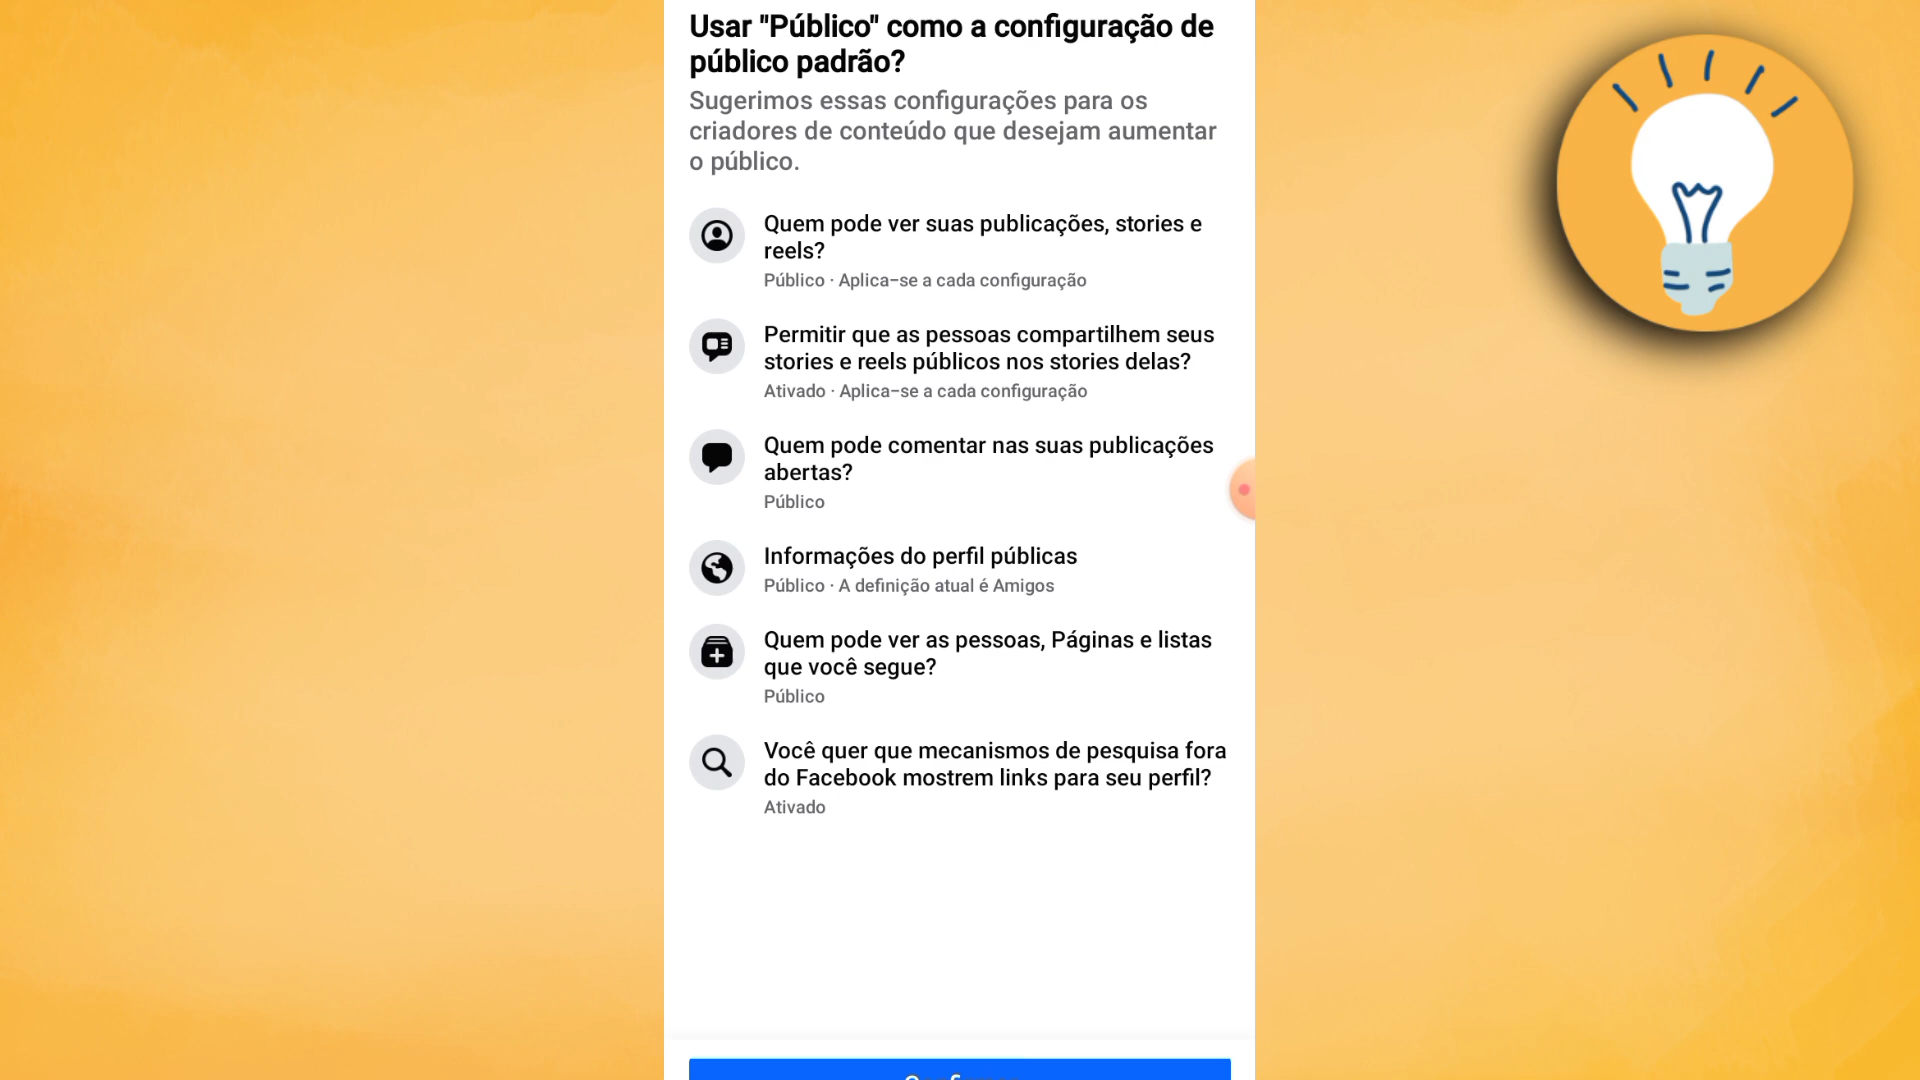 Usar "Público" como a configuração de
público padrão?
Sugerimos essas configurações para os
criadores de conteúdo que desejam aumentar
o público.
Quem pode ver suas publicações, stories e
reels?
Público · Aplica-se a cada configuração
Permitir que as pessoas compartilhem seus
stories e reels públicos nos stories delas?
Ativado · Aplica-se a cada configuração
Quem pode comentar nas suas publicações
abertas?
Público
Informações do perfil públicas
Público · A definição atual é Amigos
Quem pode ver as pessoas, Páginas e listas
que você segue?
Público
Você quer que mecanismos de pesquisa fora
do Facebook mostrem links para seu perfil?
Ativado